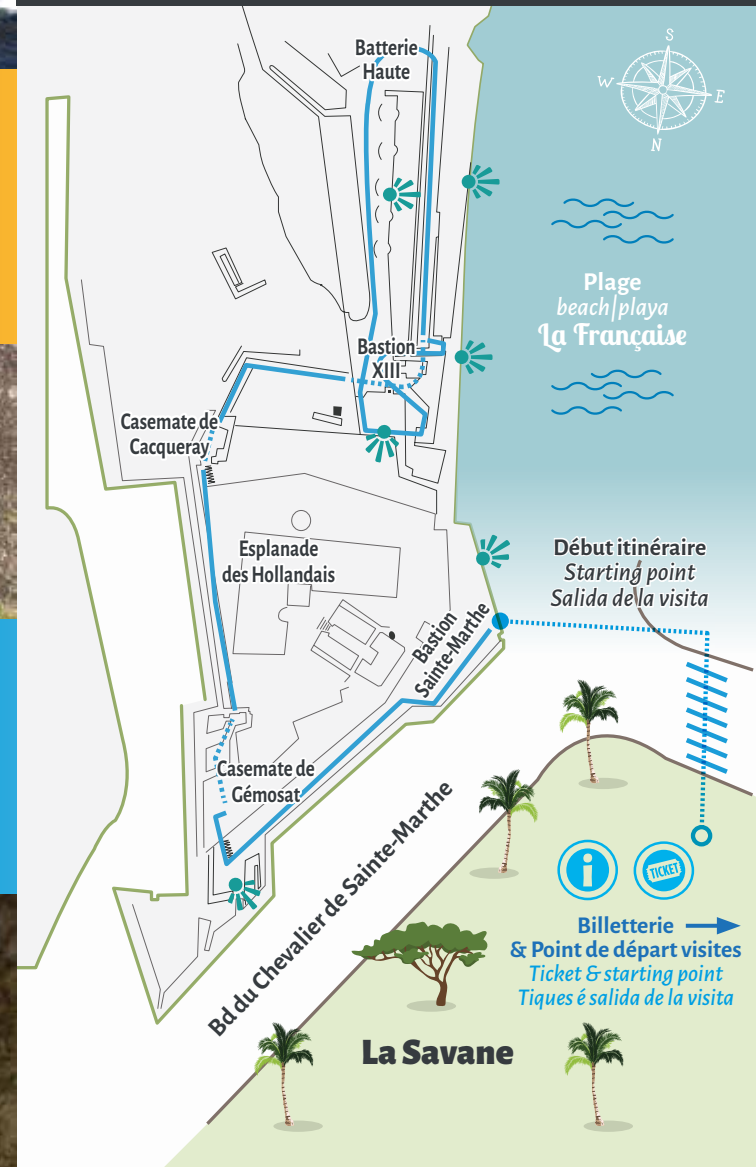 Batterie
Haute
S
W
E
N
Plage
beach|playa
La Française
Bastion
XIII
Casemate de
Cacqueray
Esplanade
des Hollandais
Début itinéraire
Starting point
Salida de la visita
Bastion
Sainte-Marthe
Casemate de
Gémosat
Bd du Chevalier de Sainte-Marthe
i
TICKET
Billetterie
& Point de départ visites
Ticket & starting point
Tiques é salida de la visita
La Savane